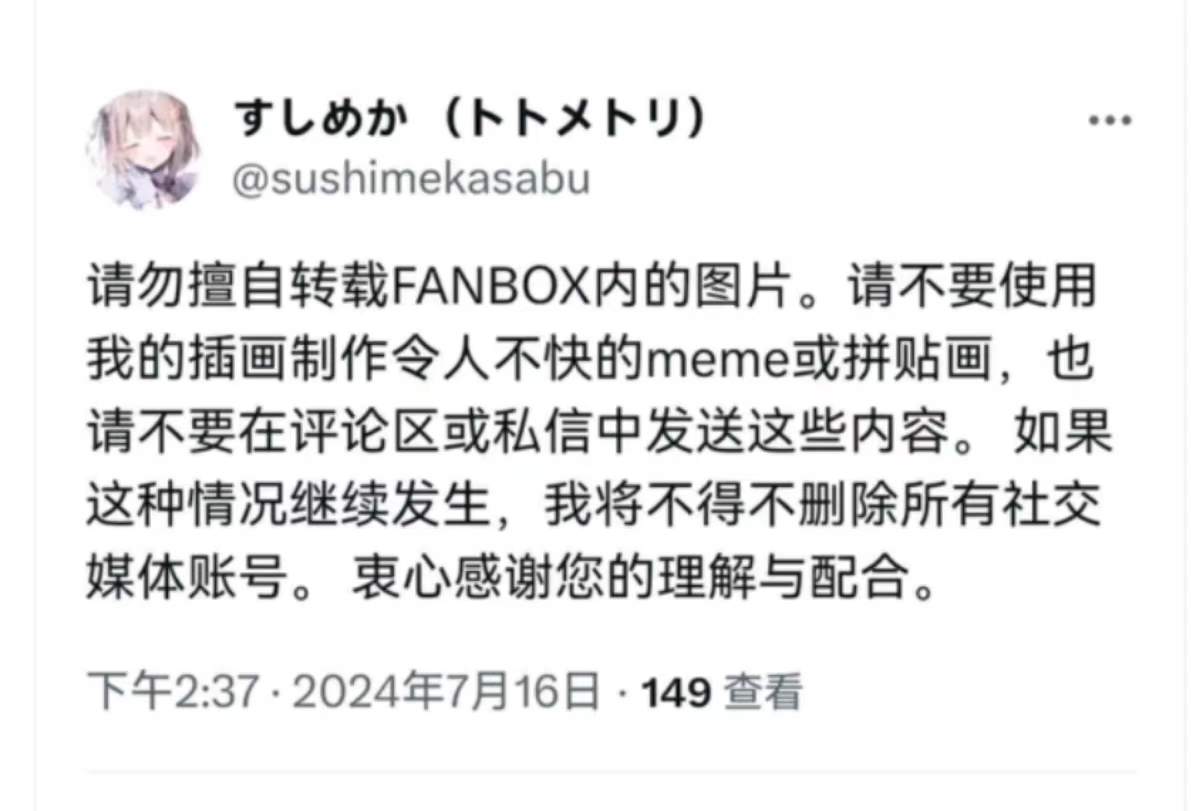 すしめか （トトメトリ）
@sushimekasabu
请勿擅自转载FANBOX内的图片。请不要使用
我的插画制作令人不快的meme或拼贴画，也
请不要在评论区或私信中发送这些内容。 如果
这种情况继续发生，我将不得不删除所有社交
媒体账号。 衷心感谢您的理解与配合。
下午2:37 · 2024年7月16日 · 149 查看